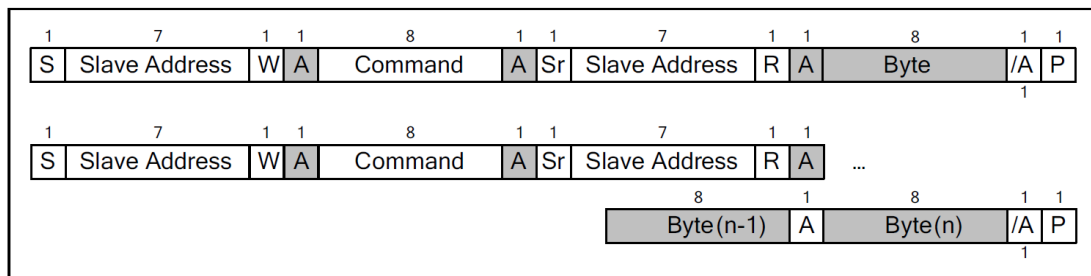 1 7 1 1 8 1 1 7 1 1 8 1 1
S Slave Address W A Command A Sr Slave Address R A Byte /A P
1
1 7 1 1 8 1 1 7 1 1
S Slave Address W A Command A Sr Slave Address R A ...
8 1 8 1 1
Byte(n-1) A Byte(n) /A P
1